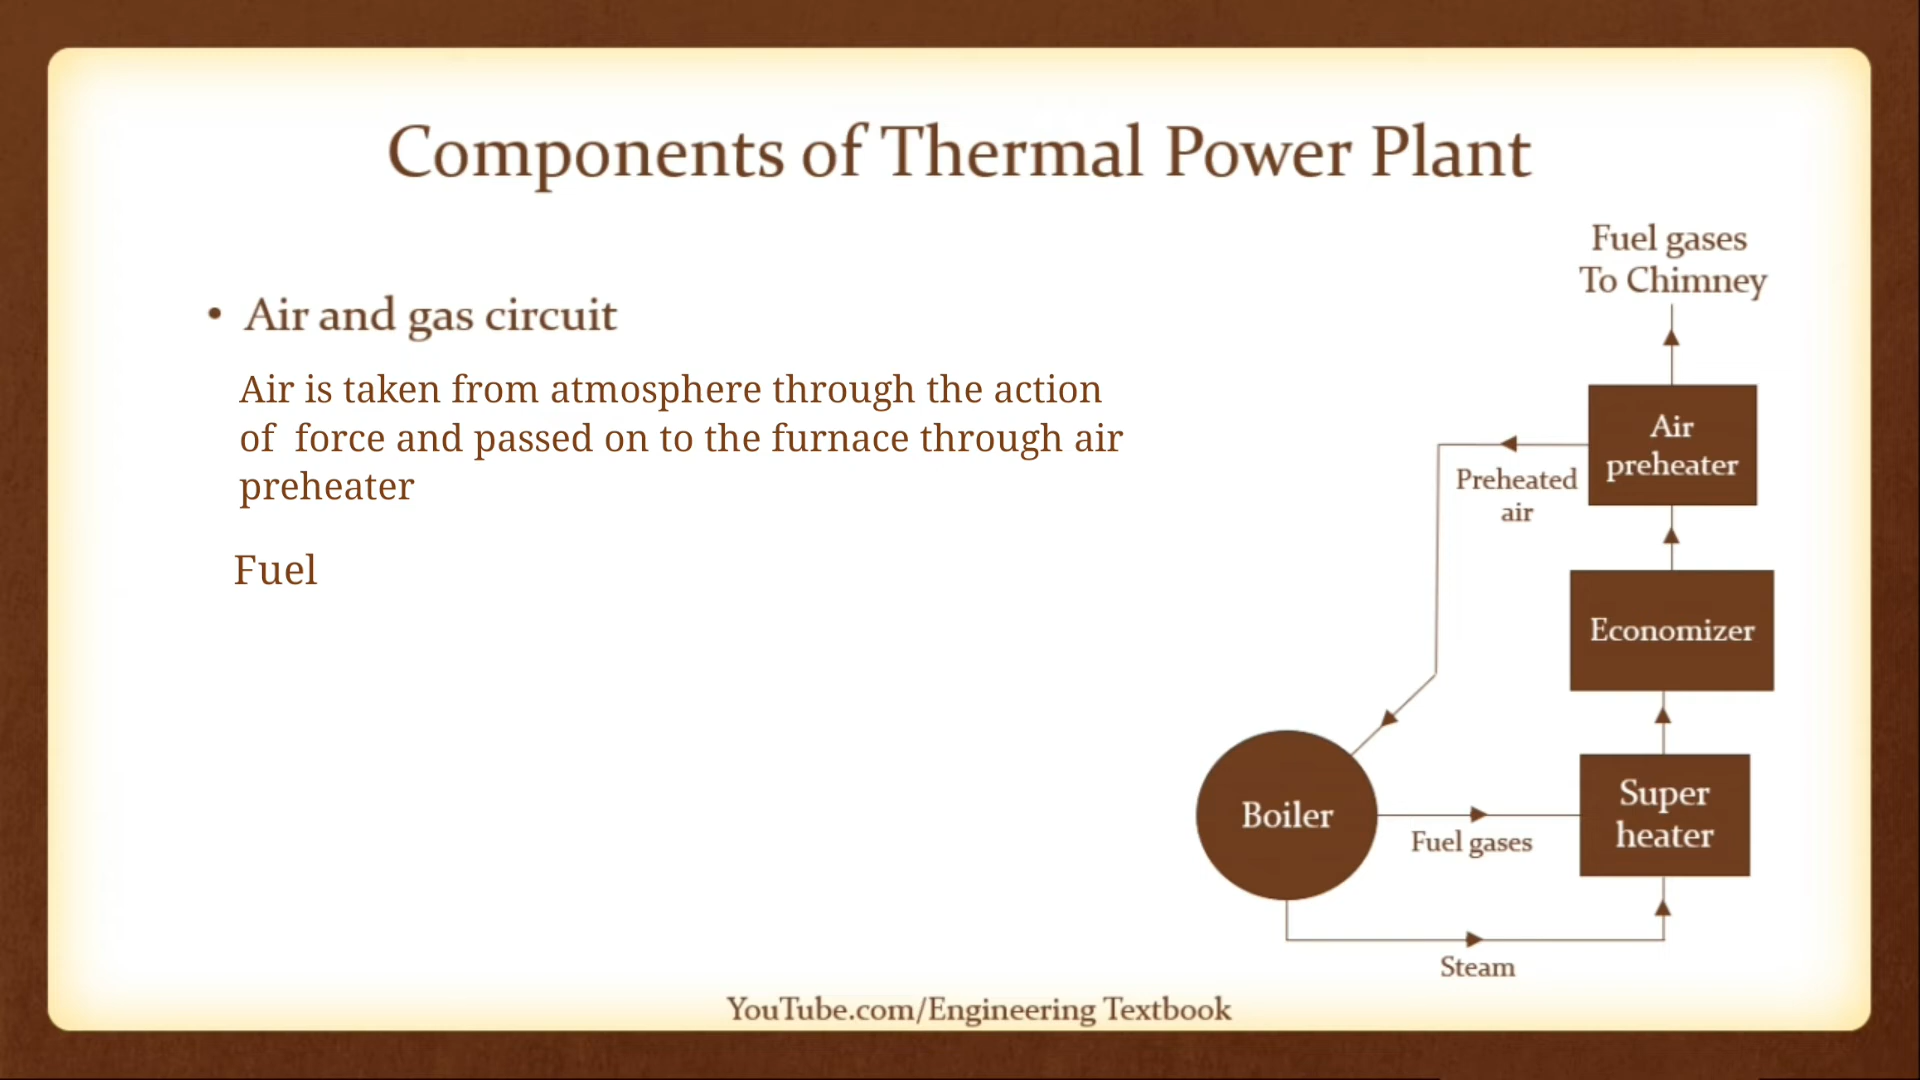 Components of Thermal Power Plant
• Air and gas circuit
Air is taken from atmosphere through the action
of  force and passed on to the furnace through air
preheater
Fuel
Fuel gases
To Chimney
Air
preheater
Preheated
air
Economizer
Super
heater
Boiler
Fuel gases
Steam
YouTube.com/Engineering Textbook